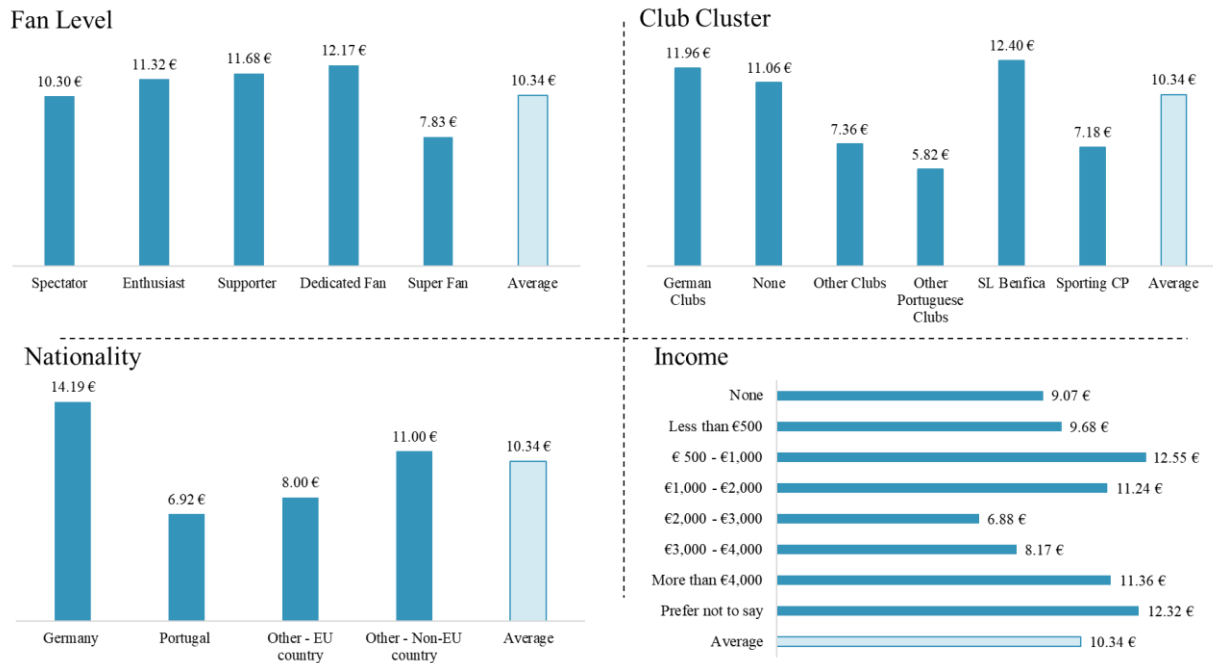 Fan Level
10.30 €
11.32 €
11.68 €
12.17 €
7.83 €
10.34 €
Spectator
Enthusiast
Supporter
Dedicated Fan
Super Fan
Average
Club Cluster
11.96 €
11.06 €
7.36 €
5.82 €
12.40 €
7.18 €
10.34 €
German
Clubs
None
Other Clubs
Other
Portuguese
Clubs
SL Benfica
Sporting CP
Average
Nationality
14.19 €
6.92 €
8.00 €
11.00 €
10.34 €
Germany
Portugal
Other - EU
country
Other - Non-EU
country
Average
Income
None 9.07 €
Less than €500 9.68 €
€ 500 - €1,000 12.55 €
€1,000 - €2,000 11.24 €
€2,000 - €3,000 6.88 €
€3,000 - €4,000 8.17 €
More than €4,000 11.36 €
Prefer not to say 12.32 €
Average 10.34 €